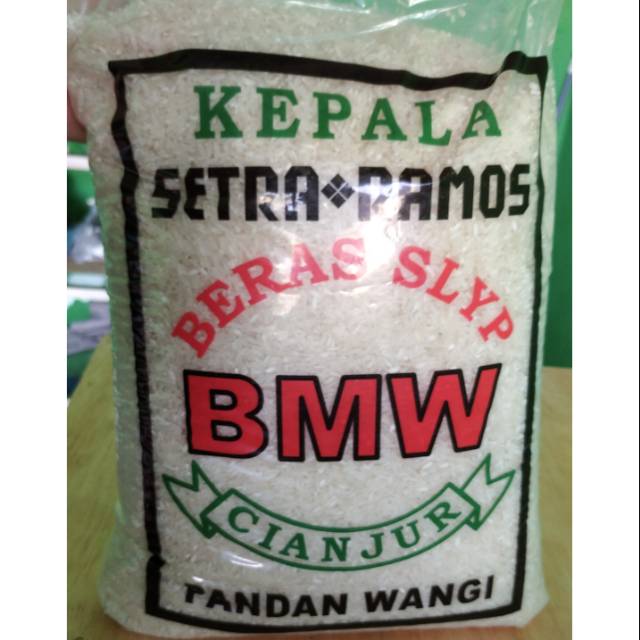 KEPALA
SETRA❖RAMOS
BERAS SLYP
BMW
CIANJUR
PANDAN WANGI